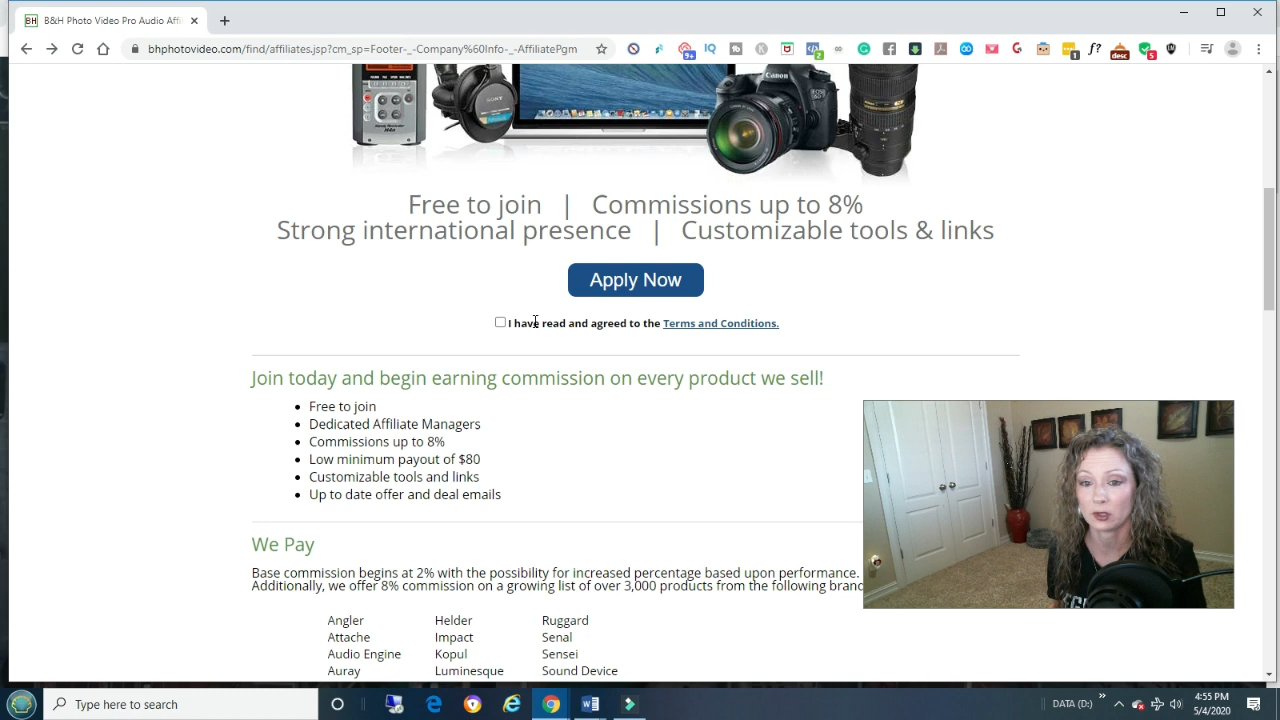 B&H Photo Video Pro Audio Affi
bhphotovideo.com/find/affiliates.jsp?cm_sp=Footer-_-Company%60Info-_-AffiliatePgm
SONY
Canon
Free to join | Commissions up to 8%
Strong international presence | Customizable tools & links
Apply Now
I have read and agreed to the Terms and Conditions.
Join today and begin earning commission on every product we sell!
• Free to join
• Dedicated Affiliate Managers
• Commissions up to 8%
• Low minimum payout of $80
• Customizable tools and links
• Up to date offer and deal emails
We Pay
Base commission begins at 2% with the possibility for increased percentage based upon performance.
Additionally, we offer 8% commission on a growing list of over 3,000 products from the following brand
Angler Helder Ruggard
Attache Impact Senal
Audio Engine Kopul Sensei
Auray Luminesque Sound Device
Type here to search
DATA (D:)
4:55 PM
5/4/2020